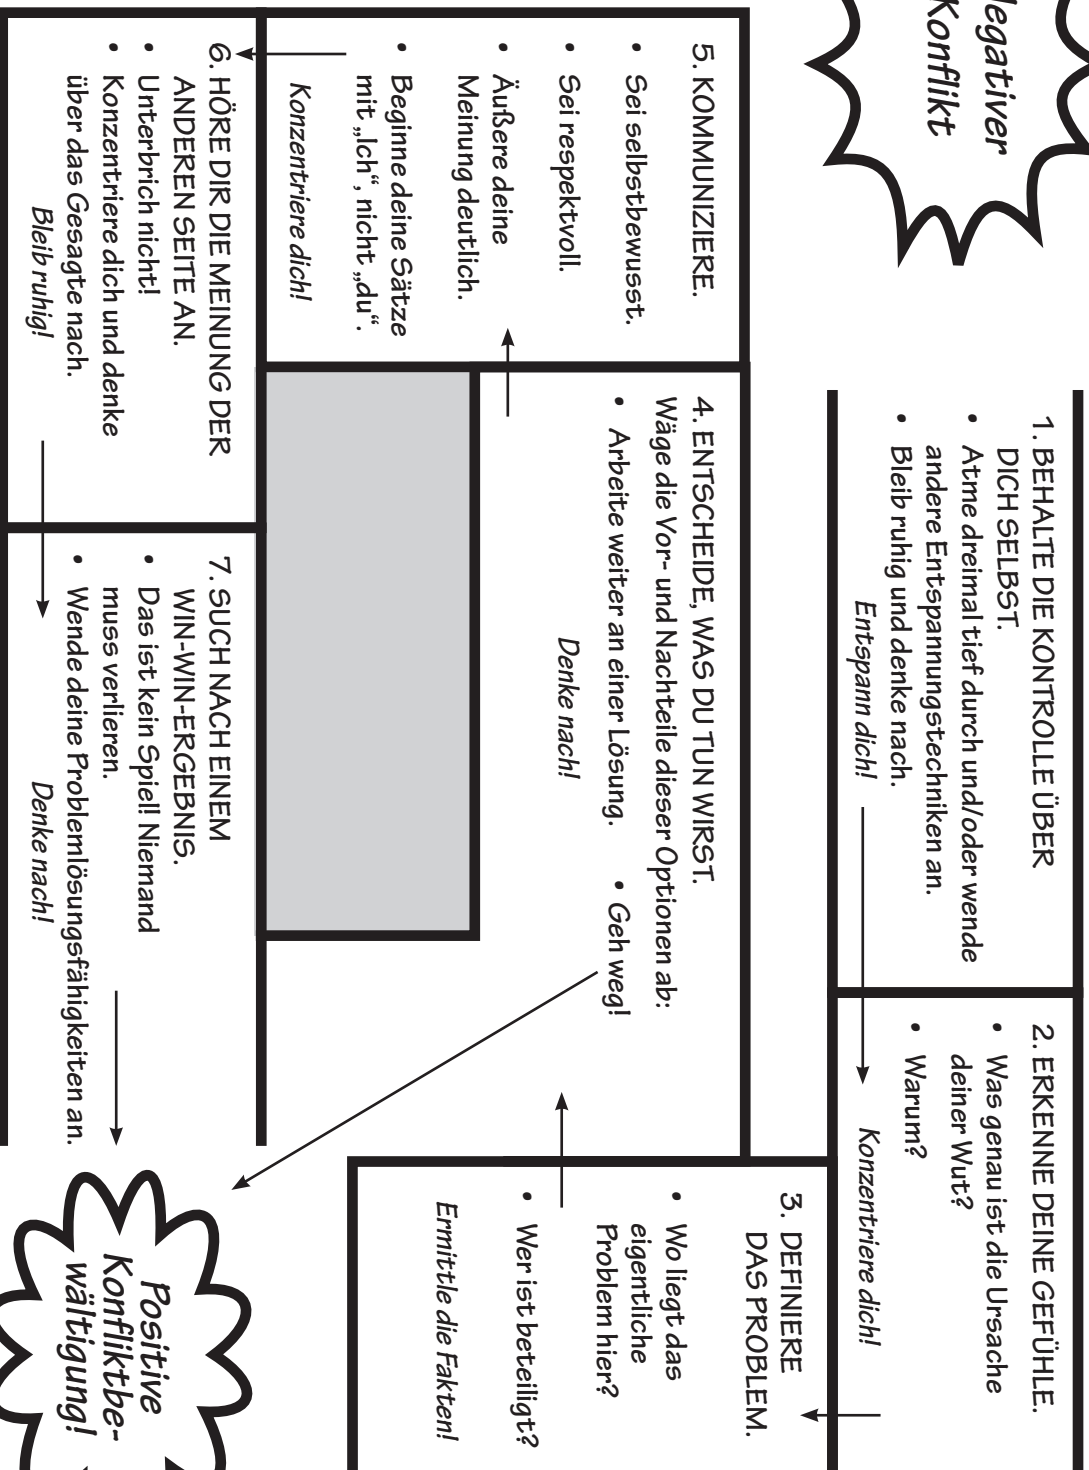 Konflikt
1. BEHALTE DIE KONTROLLE ÜBER
DICH SELBST.
• Atme dreimal tief durch und/oder wende
andere Entspannungstechniken an.
• Bleib ruhig und denke nach.
Entspann dich!
2. ERKENNE DEINE GEFÜHLE.
• Was genau ist die Ursache
deiner Wut?
• Warum?
Konzentriere dich!
3. DEFINIERE
DAS PROBLEM.
• Wo liegt das
eigentliche
Problem hier?
• Wer ist beteiligt?
Ermittle die Fakten!
4. ENTSCHEIDE, WAS DU TUN WIRST.
Wäge die Vor- und Nachteile dieser Optionen ab:
• Arbeite weiter an einer Lösung. • Geh weg!
Denke nach!
5. KOMMUNIZIERE.
• Sei selbstbewusst.
• Sei respektvoll.
• Äußere deine
Meinung deutlich.
• Beginne deine Sätze
mit „Ich“, nicht „du“.
Konzentriere dich!
6. HÖRE DIR DIE MEINUNG DER
ANDEREN SEITE AN.
• Unterbrich nicht!
• Konzentriere dich und denke
über das Gesagte nach.
Bleib ruhig!
7. SUCH NACH EINEM
WIN-WIN-ERGEBNIS.
• Das ist kein Spiel! Niemand
muss verlieren.
• Wende deine Problemlösungsfähigkeiten an.
Denke nach!
Positive
Konfliktbe-
wältigung!